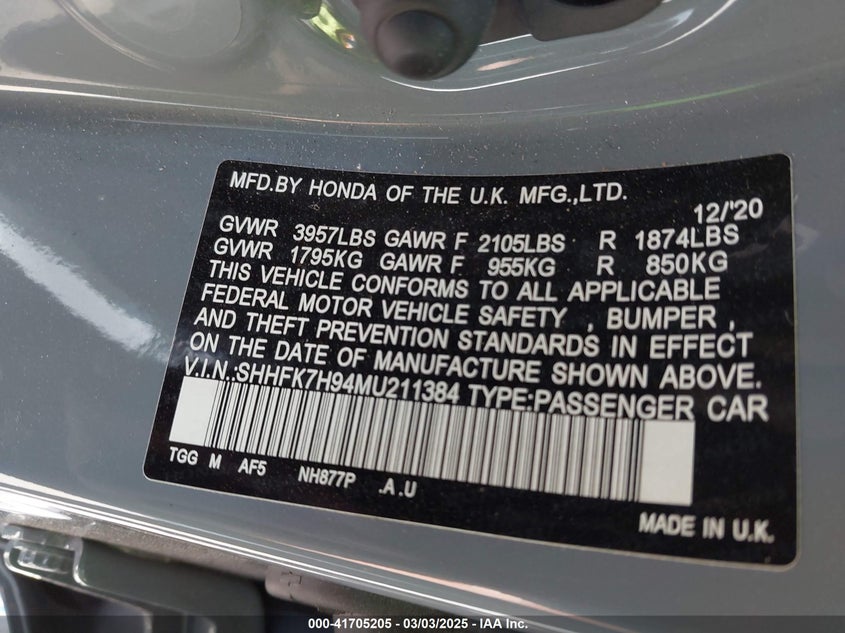 MFD.BY HONDA OF THE U.K. MFG.,LTD.
12/'20
GVWR 3957LBS GAWR F 2105LBS R 1874LBS
GVWR 1795KG GAWR F 955KG R 850KG
THIS VEHICLE CONFORMS TO ALL APPLICABLE
FEDERAL MOTOR VEHICLE SAFETY , BUMPER ,
AND THEFT PREVENTION STANDARDS IN EFFECT
ON THE DATE OF MANUFACTURE SHOWN ABOVE.
V.I.N.:SHHFK7H94MU211384 TYPE:PASSENGER CAR
TGG M AF5 NH877P .A.U
MADE IN U.K.
000-41705205 - 03/03/2025 - IAA Inc.